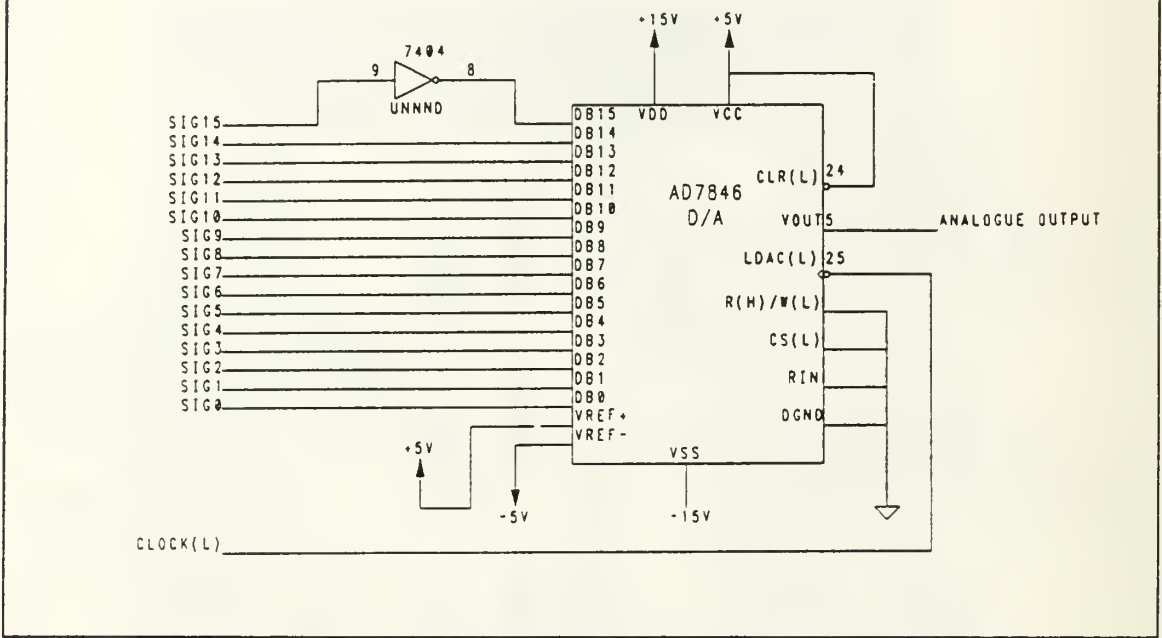 +15V
+5V
7404
9
8
UNNND
SIG15
SIG14
SIG13
SIG12
SIG11
SIG10
SIG9
SIG8
SIG7
SIG6
SIG5
SIG4
SIG3
SIG2
SIG1
SIG0
DB15
DB14
DB13
DB12
DB11
DB10
DB9
DB8
DB7
DB6
DB5
DB4
DB3
DB2
DB1
DB0
VREF+
VREF-
VDD
VCC
AD7846
D/A
CLR(L)
24
VOUT
5
ANALOGUE OUTPUT
LDAC(L)
25
R(H)/W(L)
CS(L)
RIN
DGND
VSS
+5V
-5V
-15V
CLOCK(L)